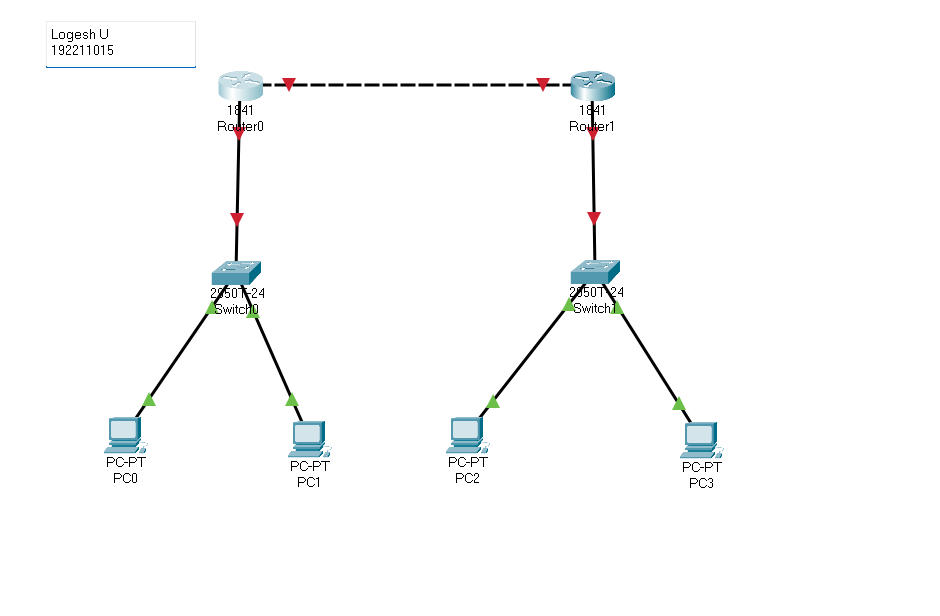 Logesh U
192211015
1841
Router0
1841
Router1
2950T-24
Switch0
2950T-24
Switch1
PC-PT
PC0
PC-PT
PC1
PC-PT
PC2
PC-PT
PC3